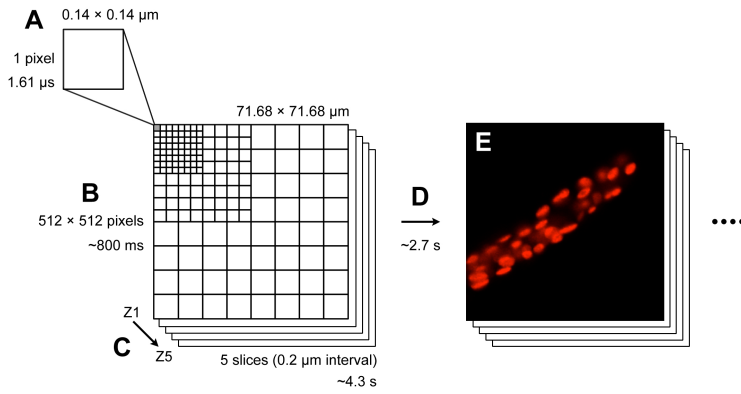 A
0.14 × 0.14 µm
1 pixel
1.61 µs
71.68 × 71.68 µm
B
512 × 512 pixels
~800 ms
Z1
C
Z5
5 slices (0.2 µm interval)
~4.3 s
D
~2.7 s
E